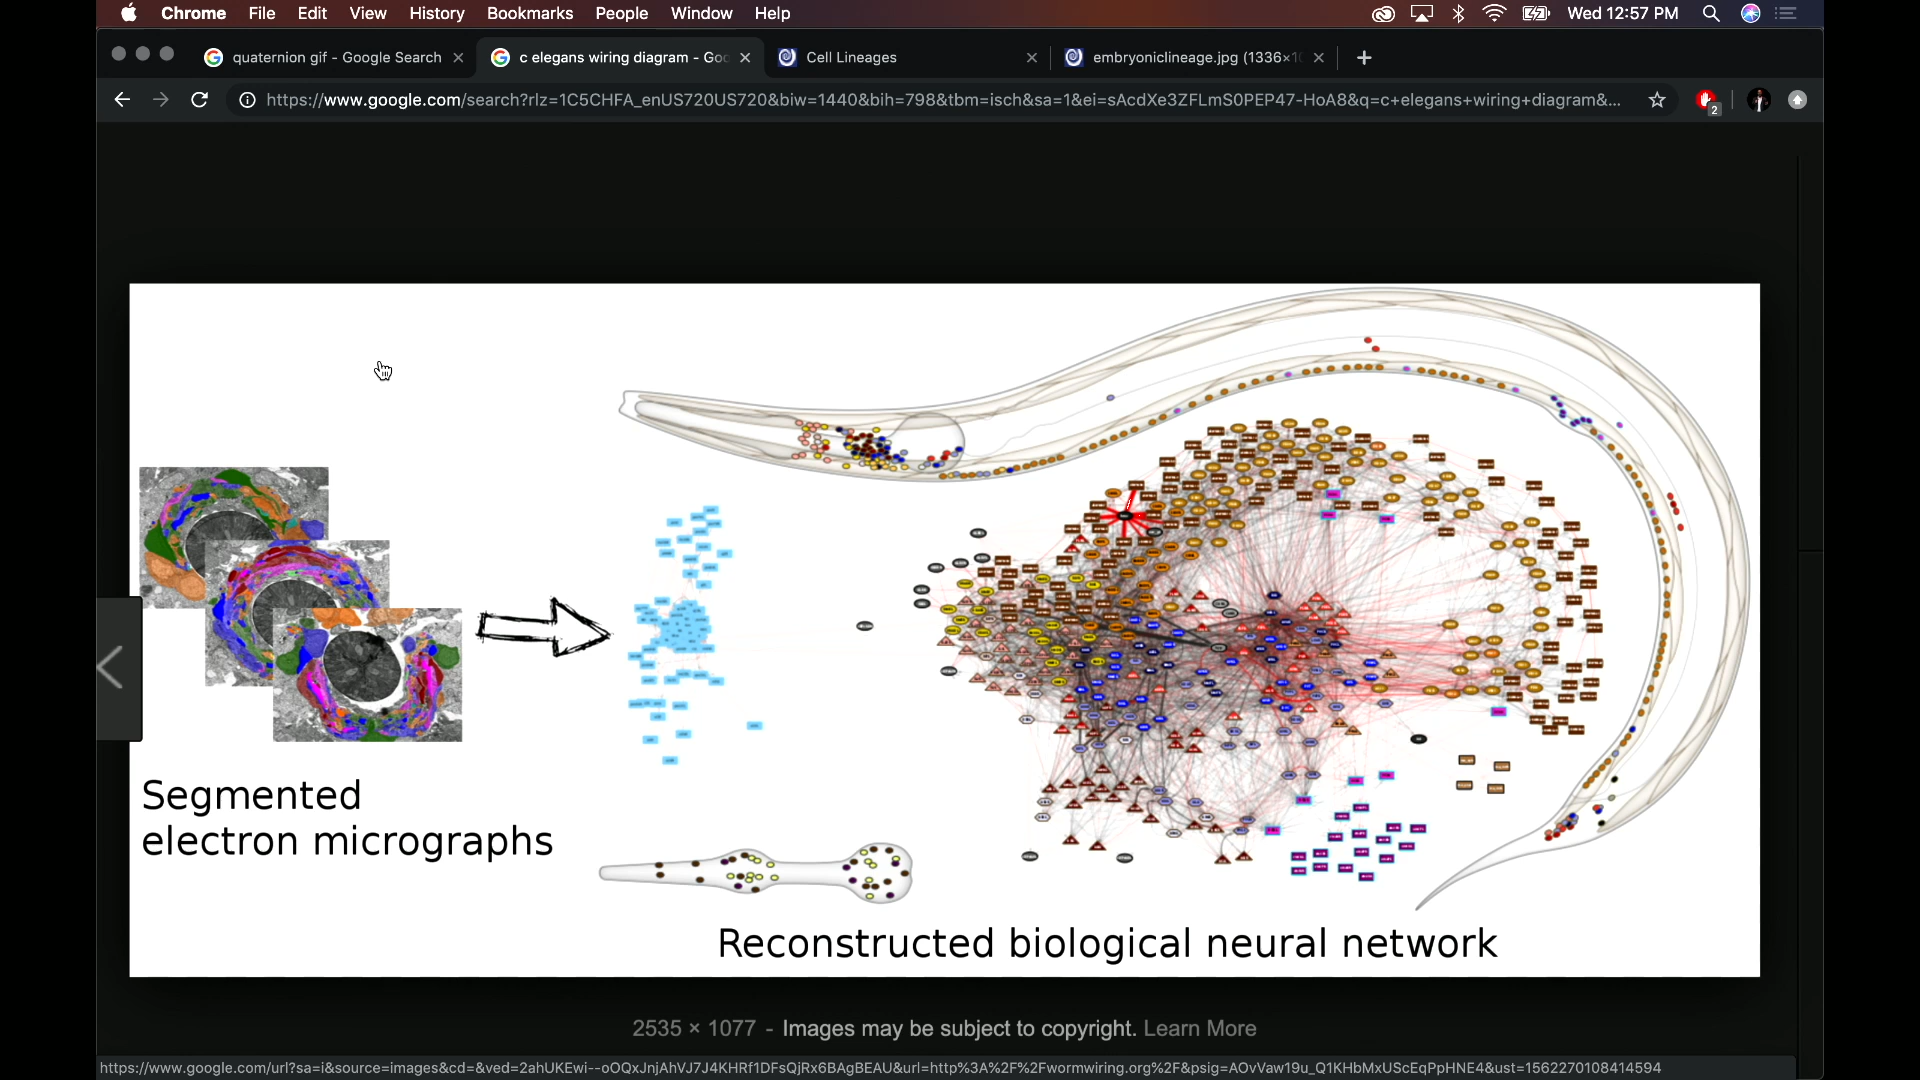 Chrome File Edit View History Bookmarks People Window Help Wed 12:57 PM
quaternion gif - Google Search c elegans wiring diagram - Goo Cell Lineages embryoniclineage.jpg (1336×1
https://www.google.com/search?rlz=1C5CHFA_enUS720US720&biw=1440&bih=798&tbm=isch&sa=1&ei=sAcdXe3ZFLmS0PEP47-HoA8&q=c+elegans+wiring+diagram&... 2
Segmented
electron micrographs
Reconstructed biological neural network
2535 × 1077 - Images may be subject to copyright. Learn More
https://www.google.com/url?sa=i&source=images&cd=&ved=2ahUKEwi--oOQxJnjAhVJ7J4KHRf1DFsQjRx6BAgBEAU&url=http%3A%2F%2Fwormwiring.org%2F&psig=AOvVaw19u_Q1KHbMxUScEqPpHNE4&ust=1562270108414594